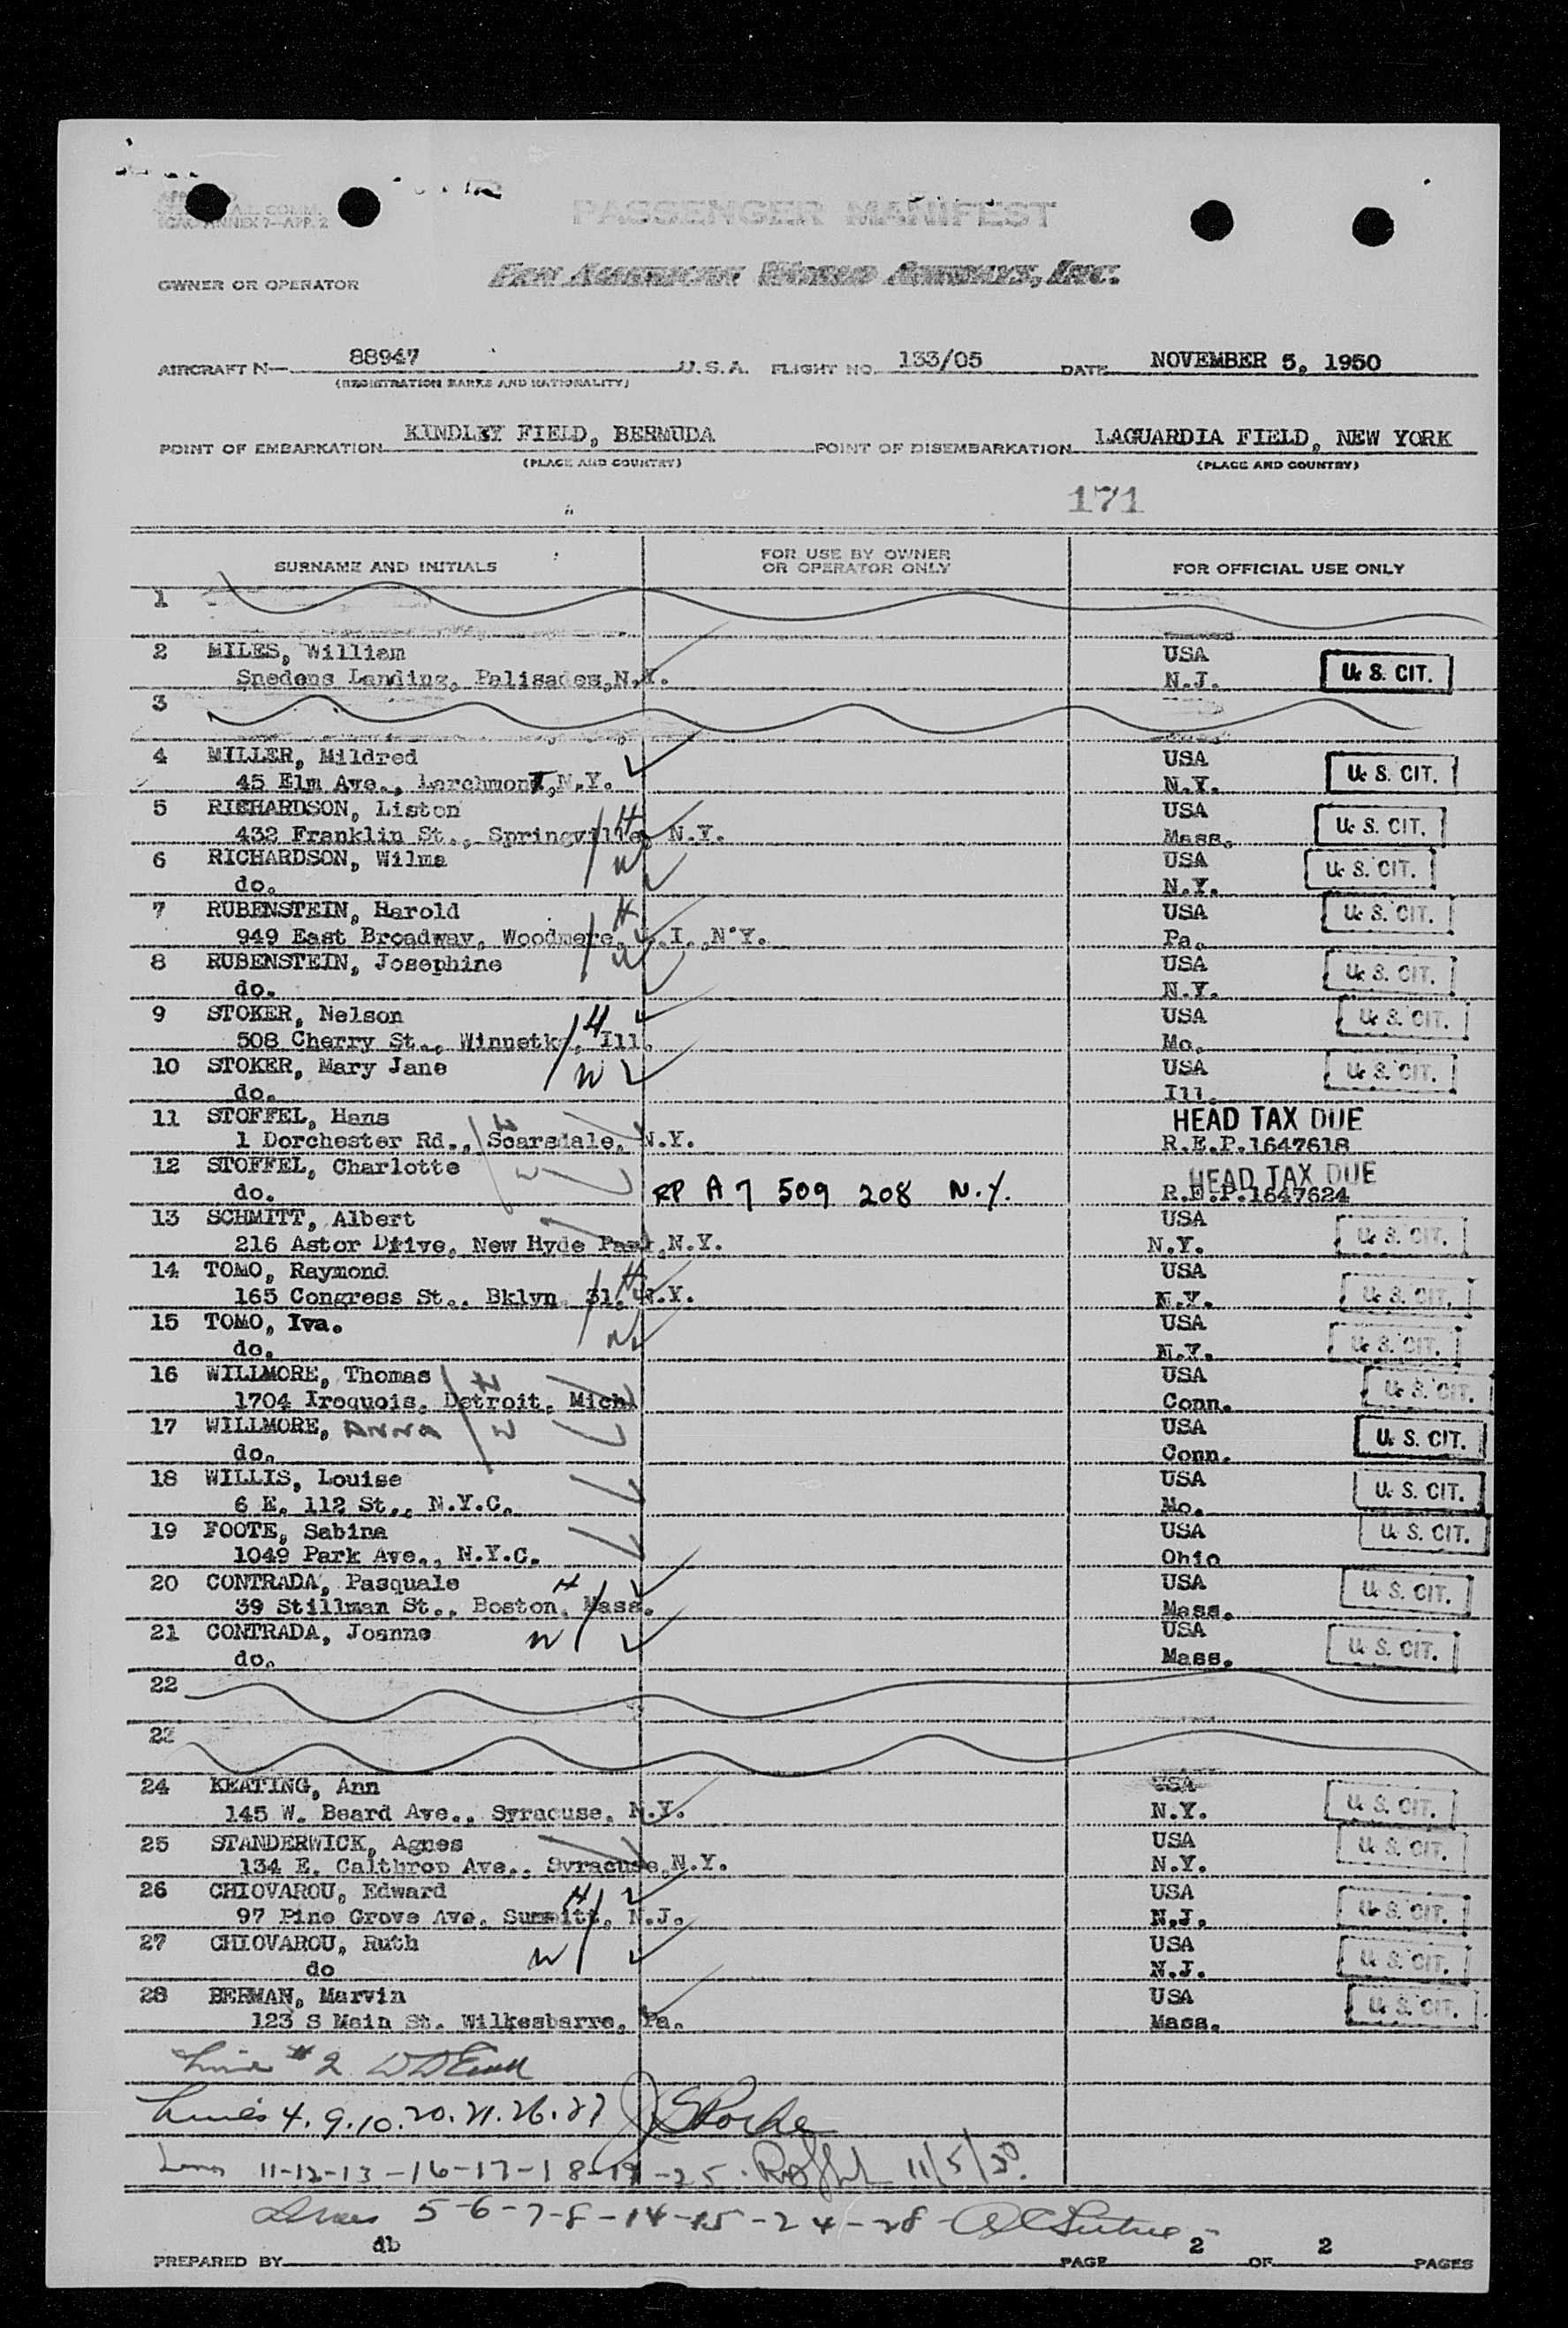 PASSENGER MANIFEST
ANNEX 7—APP. 2
OWNER OR OPERATOR Pan American World Airways, Inc.
AIRCRAFT N— 88947 U.S.A. FLIGHT NO. 133/05 DATE NOVEMBER 5, 1950
(REGISTRATION MARKS AND NATIONALITY)
POINT OF EMBARKATION KINDLEY FIELD, BERMUDA POINT OF DISEMBARKATION LAGUARDIA FIELD, NEW YORK
(PLACE AND COUNTRY) (PLACE AND COUNTRY)
171
SURNAME AND INITIALS FOR USE BY OWNER OR OPERATOR ONLY FOR OFFICIAL USE ONLY
1
2 MILES, William USA
Snedens Landing, Palisades,N.Y. N.J. U. S. CIT.
3
4 MILLER, Mildred USA
45 Elm Ave., Larchmont,N.Y. N.Y. U. S. CIT.
5 RICHARDSON, Liston H USA
432 Franklin St., Springville, N.Y. Mass. U. S. CIT.
6 RICHARDSON, Wilma W USA
do. N.Y. U. S. CIT.
7 RUBENSTEIN, Harold H USA
949 East Broadway, Woodmere, L.I.,N.Y. Pa. U. S. CIT.
8 RUBENSTEIN, Josephine W USA
do. N.Y. U. S. CIT.
9 STOKER, Nelson H USA
508 Cherry St., Winnetka, Ill. Mo. U. S. CIT.
10 STOKER, Mary Jane W USA
do. Ill. U. S. CIT.
11 STOFFEL, Hans H HEAD TAX DUE
1 Dorchester Rd., Scarsdale, N.Y. R.E.P.1647618
12 STOFFEL, Charlotte W HEAD TAX DUE
do. RP A7 509 208 N.Y. R.E.P.1647624
13 SCHMITT, Albert USA
216 Astor Drive, New Hyde Park,N.Y. N.Y. U. S. CIT.
14 TOMO, Raymond H USA
165 Congress St., Bklyn, 31, N.Y. N.Y. U. S. CIT.
15 TOMO, Iva. W USA
do. N.Y. U. S. CIT.
16 WILLMORE, Thomas H USA
1704 Iroquois, Detroit, Mich Conn. U. S. CIT.
17 WILLMORE, ANNA W USA
do. Conn. U. S. CIT.
18 WILLIS, Louise USA
6 E. 112 St., N.Y.C. Mo. U. S. CIT.
19 FOOTE, Sabina USA
1049 Park Ave., N.Y.C. Ohio U. S. CIT.
20 CONTRADA, Pasquale H USA
39 Stillman St., Boston, Mass. Mass. U. S. CIT.
21 CONTRADA, Joanne W USA
do. Mass. U. S. CIT.
22
23
24 KEATING, Ann USA
145 W. Beard Ave., Syracuse, N.Y. N.Y. U. S. CIT.
25 STANDERWICK, Agnes USA
134 E. Calthrop Ave., Syracuse,N.Y. N.Y. U. S. CIT.
26 CHIOVAROU, Edward H USA
97 Pine Grove Ave, Summitt, N.J. N.J. U. S. CIT.
27 CHIOVAROU, Ruth W USA
do N.J. U. S. CIT.
28 BERMAN, Marvin USA
123 S Main St. Wilkesbarre, Pa. Mass. U. S. CIT.
Line # 2
Lines 4. 9. 10. 20. 21. 26. 27
Lines 11-12-13-16-17-18-19-25 11/5/50.
Lines 5-6-7-8-14-15-24-28-
PREPARED BY db PAGE 2 OF 2 PAGES